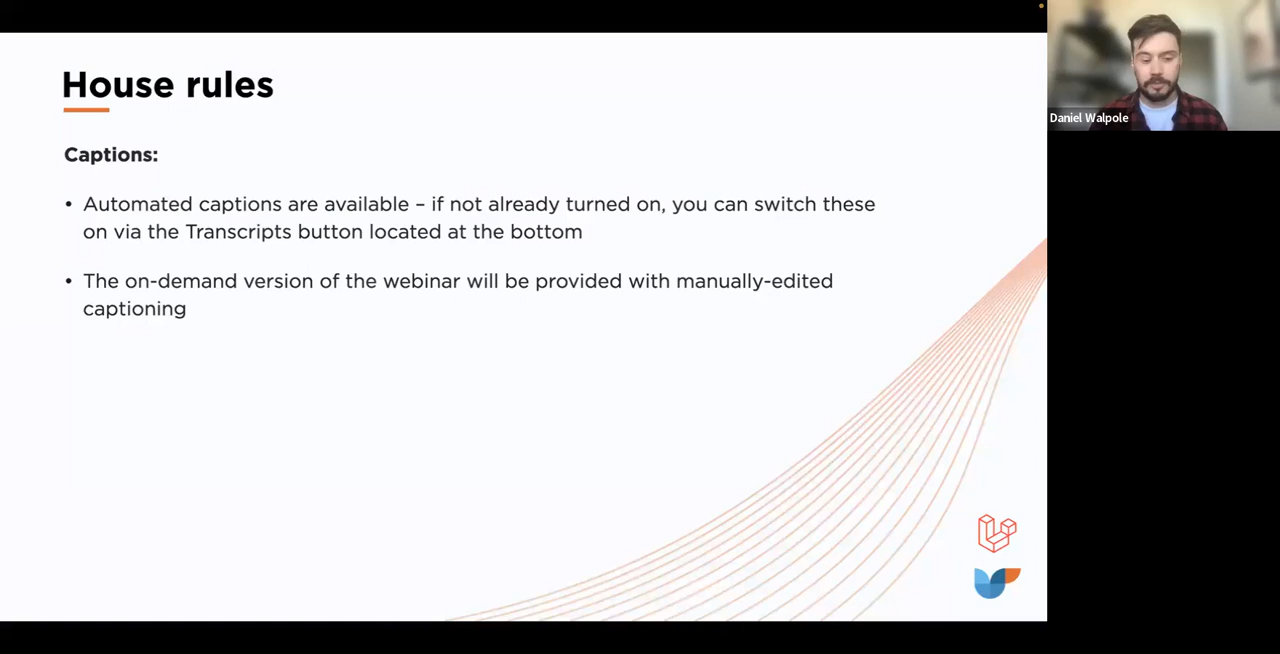 House rules
Captions:
• Automated captions are available – if not already turned on, you can switch these
on via the Transcripts button located at the bottom
• The on-demand version of the webinar will be provided with manually-edited
captioning
Daniel Walpole